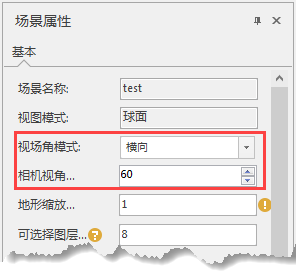 场景属性
基本
场景名称: test
视图模式: 球面
视场角模式: 横向
相机视角... 60
地形缩放... 1
可选择图层... 8